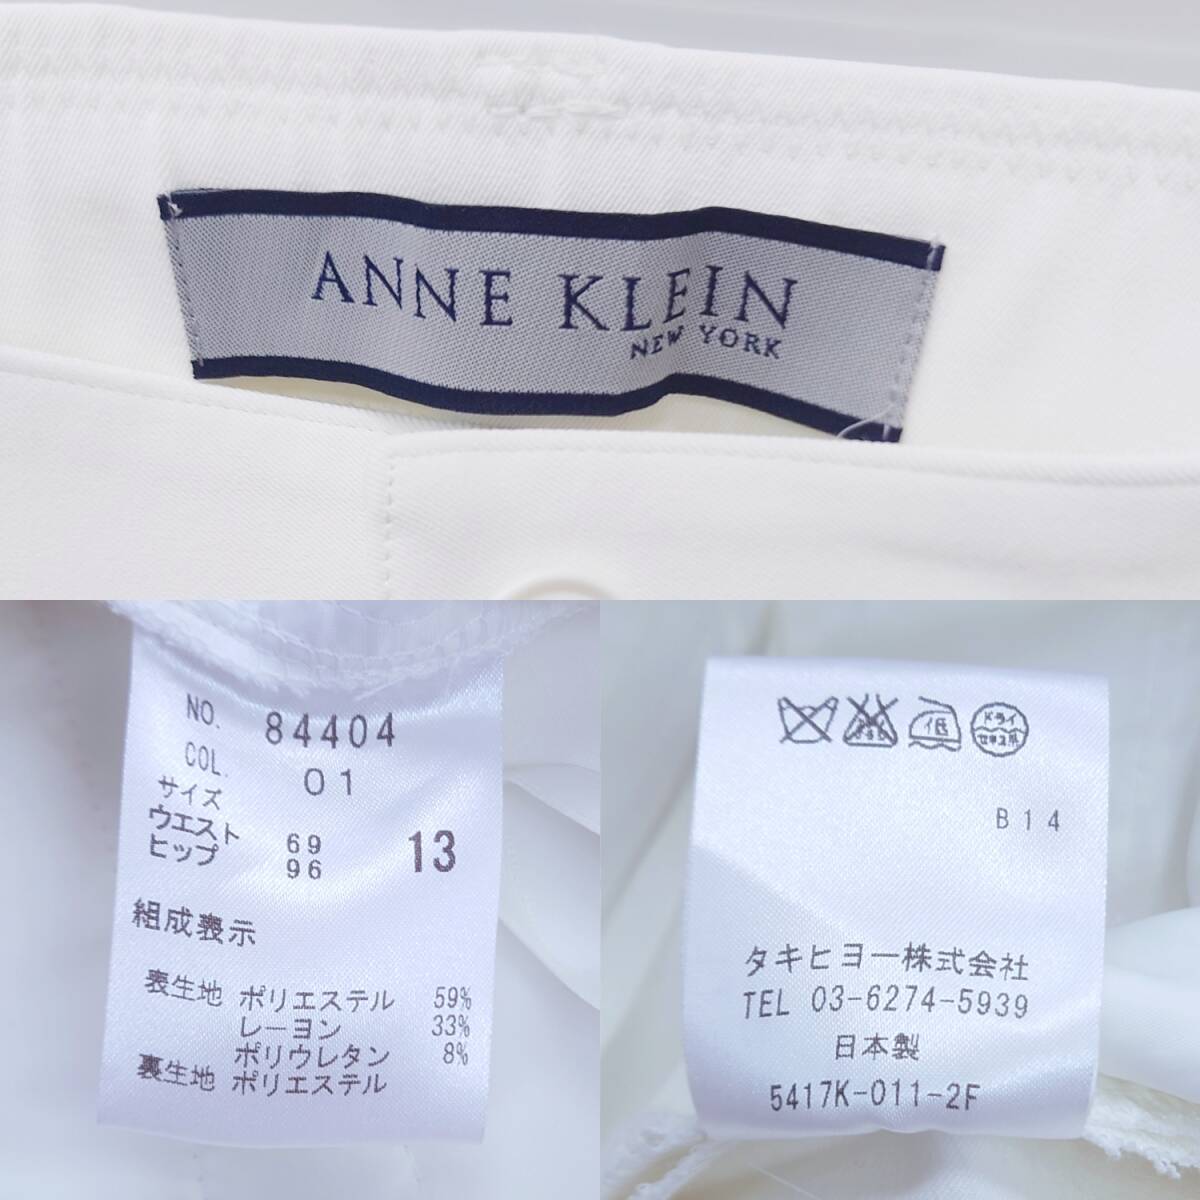 ANNE KLEIN
NEW YORK
NO. 84404
COL. 01
サイズ
ウエスト 69
ヒップ 96
13
組成表示
表生地 ポリエステル 59%
レーヨン 33%
ポリウレタン 8%
裏生地 ポリエステル
低
ドライ
セキユ系
B14
タキヒヨー株式会社
TEL 03-6274-5939
日本製
5417K-011-2F